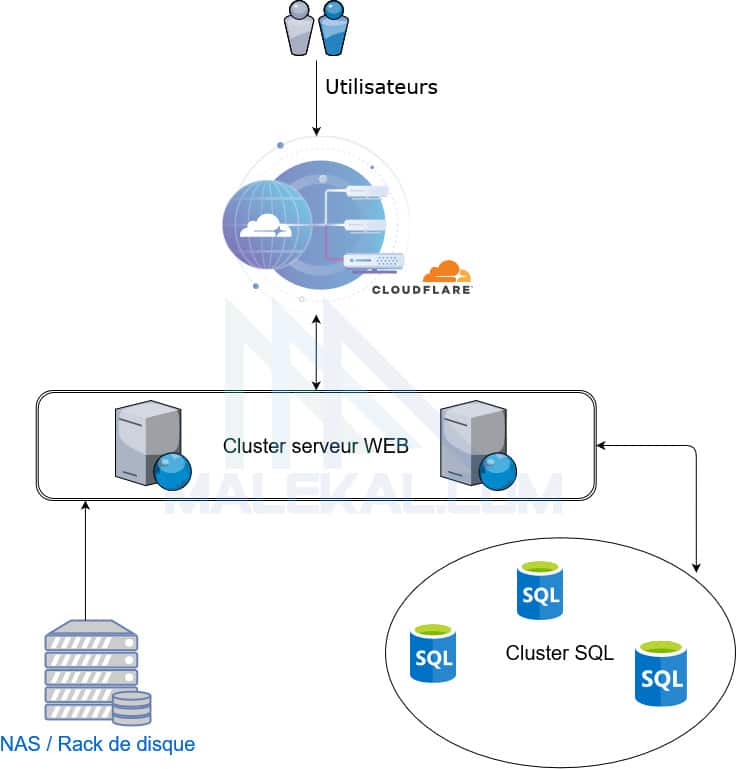 Utilisateurs
CLOUDFLARE
Cluster serveur WEB
MALEKAL.COM
SQL
SQL
Cluster SQL
SQL
NAS / Rack de disque